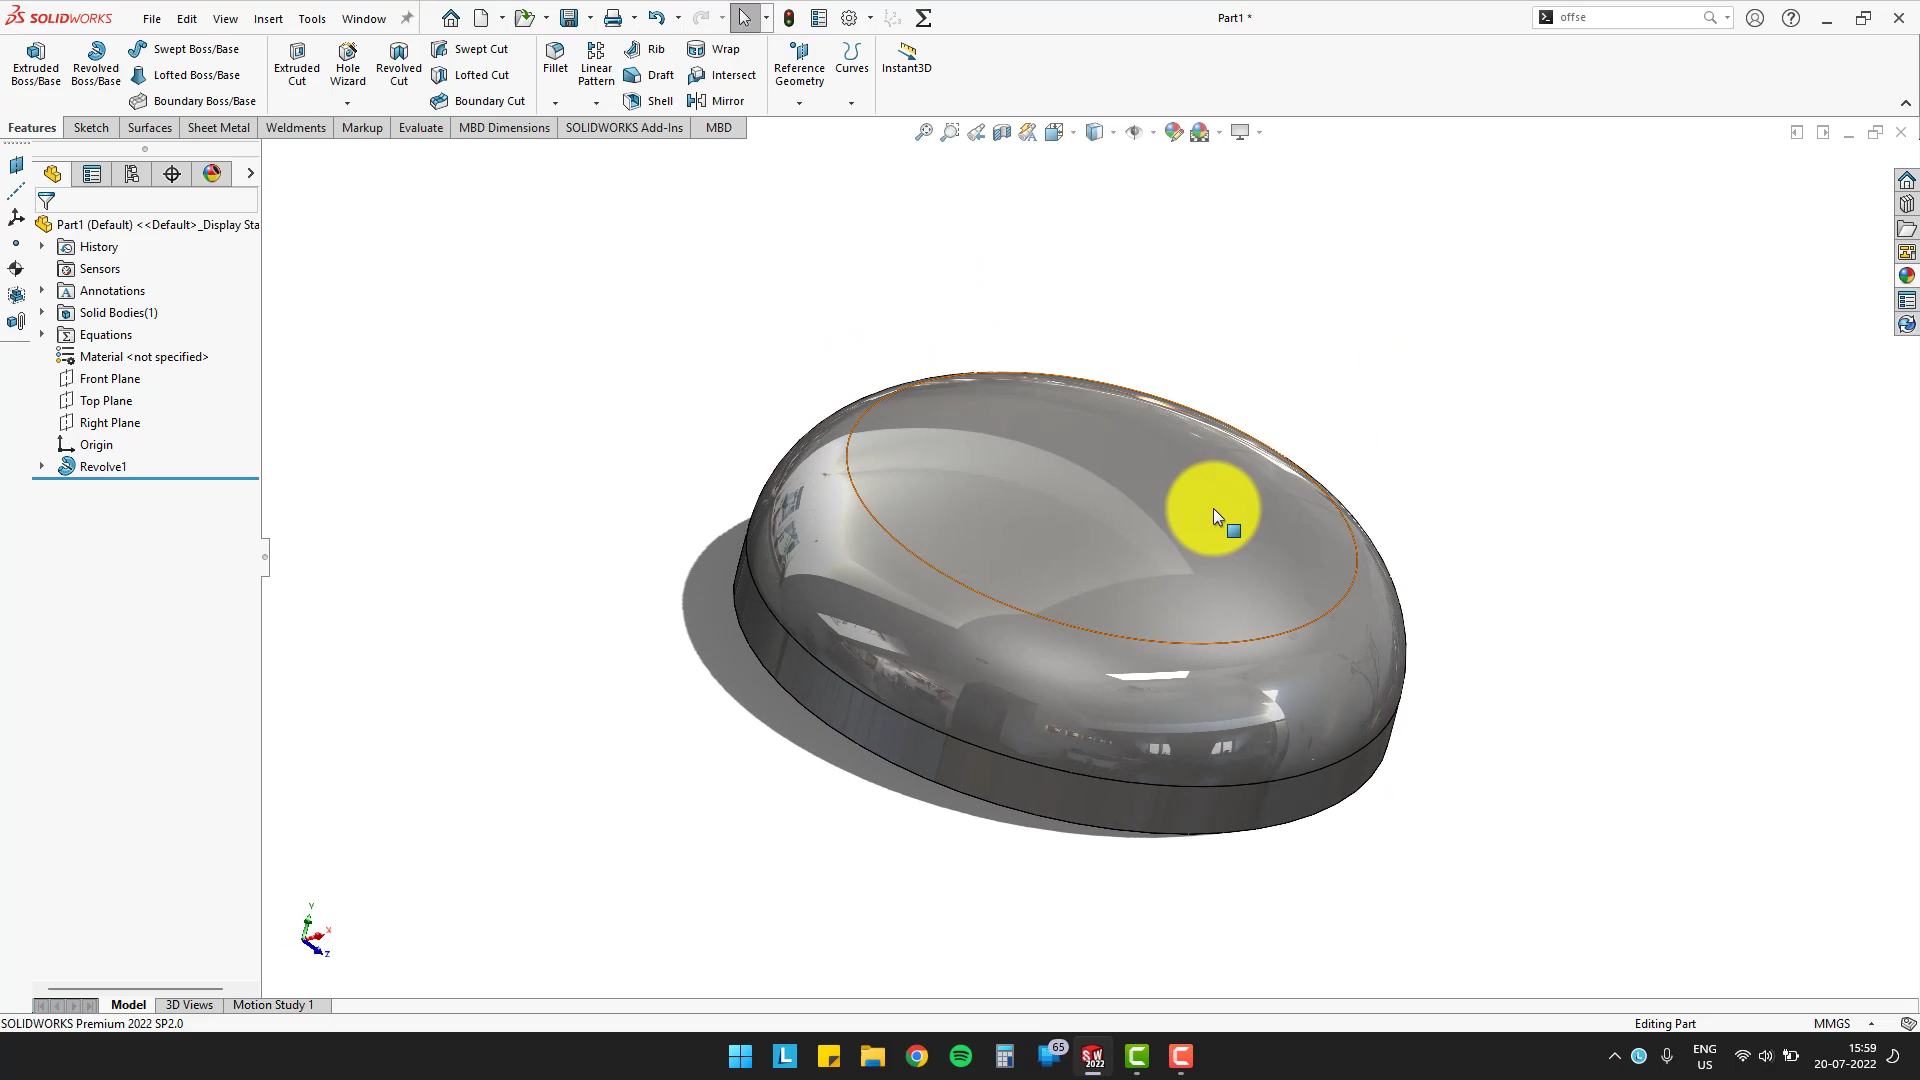 SOLIDWORKS File Edit View Insert Tools Window Part1 * offse
Extruded Boss/Base
Revolved Boss/Base
Swept Boss/Base
Lofted Boss/Base
Boundary Boss/Base
Extruded Cut
Hole Wizard
Revolved Cut
Swept Cut
Lofted Cut
Boundary Cut
Fillet
Linear Pattern
Rib
Draft
Shell
Wrap
Intersect
Mirror
Reference Geometry
Curves
Instant3D
Features Sketch Surfaces Sheet Metal Weldments Markup Evaluate MBD Dimensions SOLIDWORKS Add-Ins MBD
Part1 (Default) <<Default>_Display Sta
History
Sensors
Annotations
Solid Bodies(1)
Equations
Material <not specified>
Front Plane
Top Plane
Right Plane
Origin
Revolve1
Y
X
Z
Model 3D Views Motion Study 1
SOLIDWORKS Premium 2022 SP2.0 Editing Part MMGS
L 65 SW 2022 C C L ENG US 15:59 20-07-2022